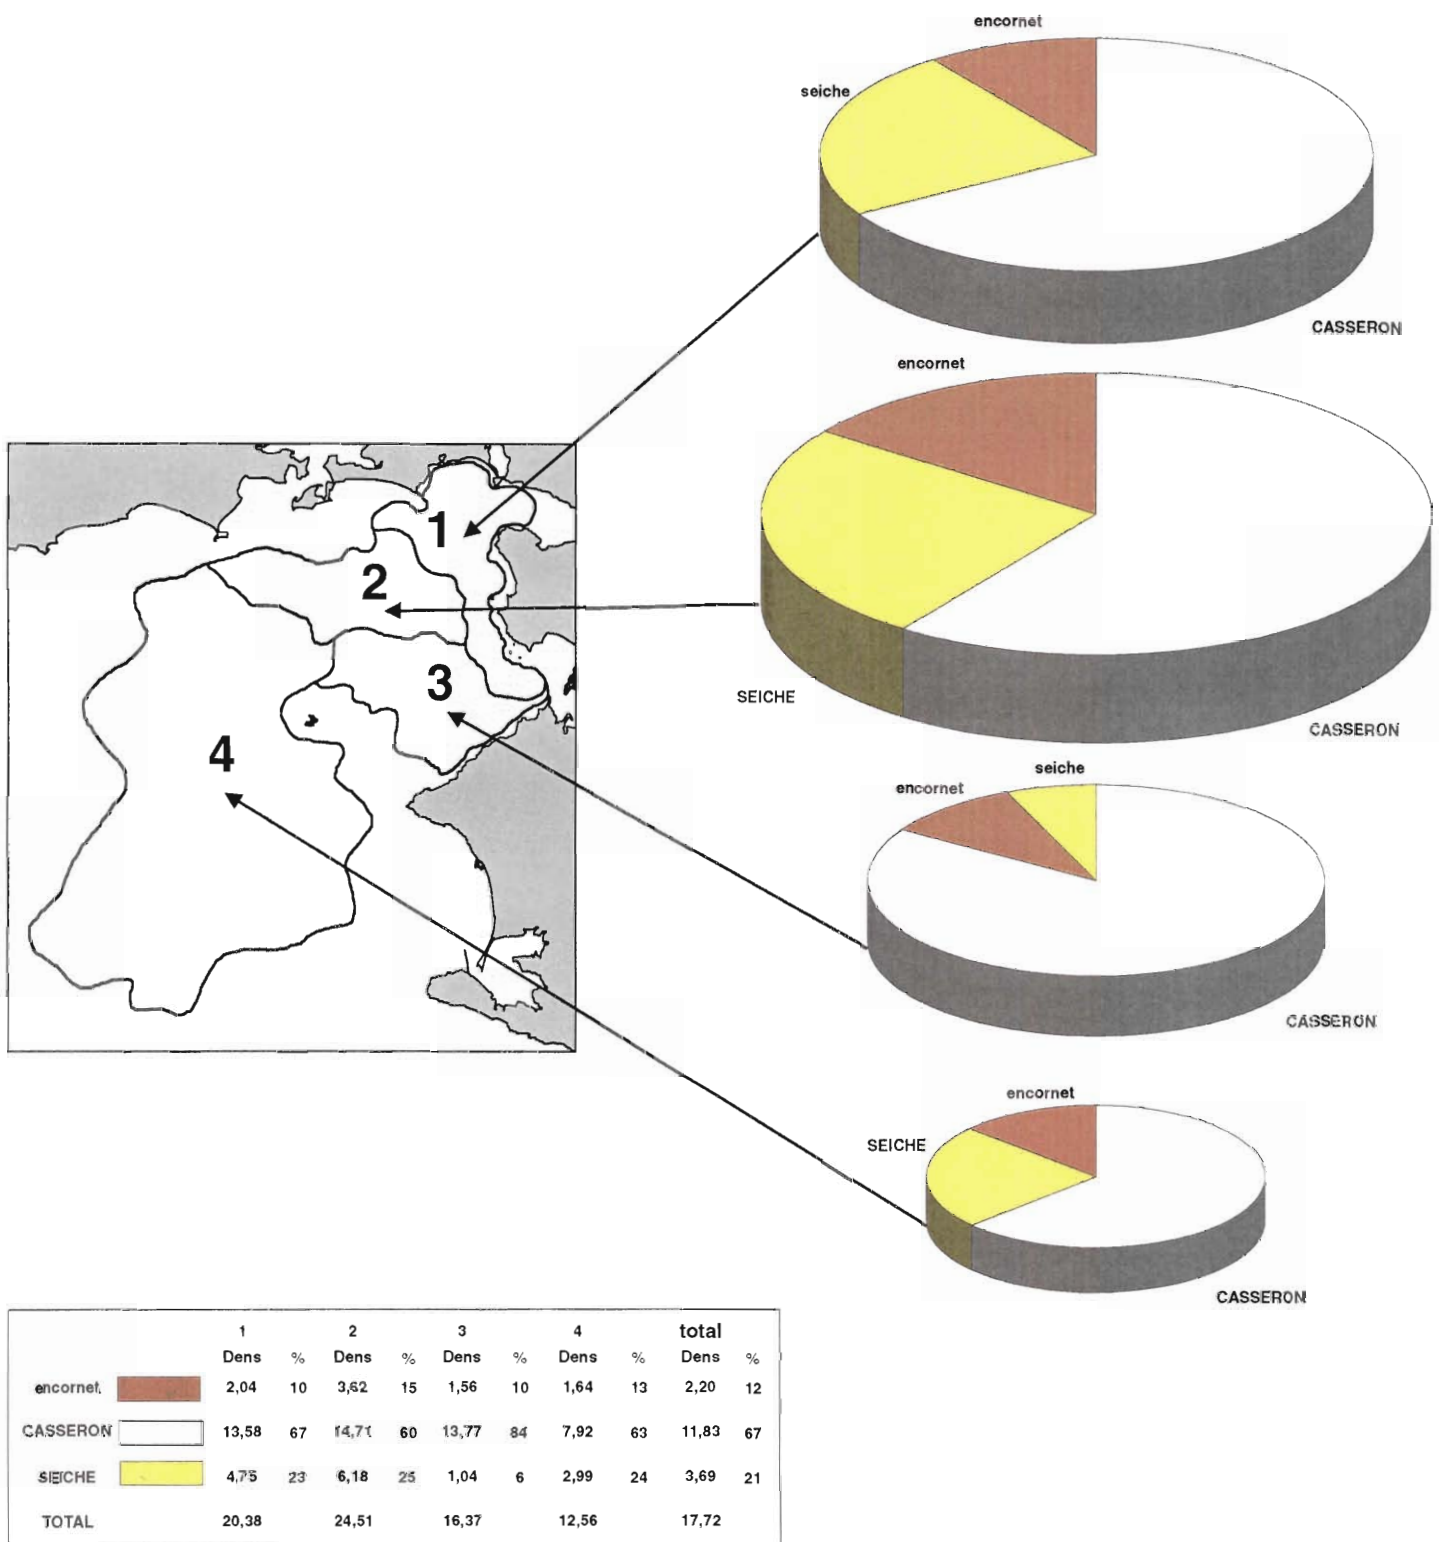 encornet
seiche
CASSERON
encornet
SEICHE
CASSERON
seiche
encornet
CASSERON
encornet
SEICHE
CASSERON
1
2
3
4
1 2 3 4 total
Dens % Dens % Dens % Dens % Dens %
encornet 2,04 10 3,62 15 1,56 10 1,64 13 2,20 12
CASSERON 13,58 67 14,71 60 13,77 84 7,92 63 11,83 67
SEICHE 4,75 23 6,18 25 1,04 6 2,99 24 3,69 21
TOTAL 20,38 24,51 16,37 12,56 17,72